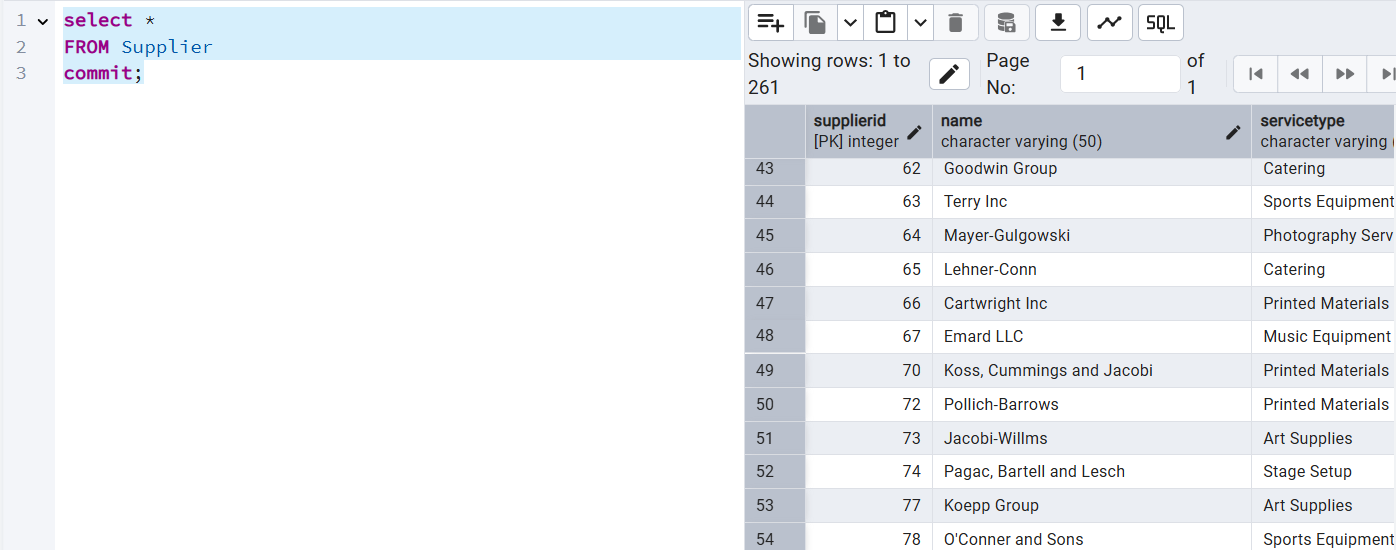 1 select *
2 FROM Supplier
3 commit;
SQL
Showing rows: 1 to 261
Page No: 1 of 1
supplierid name servicetype
[PK] integer character varying (50) character varying (
43 62 Goodwin Group Catering
44 63 Terry Inc Sports Equipment
45 64 Mayer-Gulgowski Photography Serv
46 65 Lehner-Conn Catering
47 66 Cartwright Inc Printed Materials
48 67 Emard LLC Music Equipment
49 70 Koss, Cummings and Jacobi Printed Materials
50 72 Pollich-Barrows Printed Materials
51 73 Jacobi-Willms Art Supplies
52 74 Pagac, Bartell and Lesch Stage Setup
53 77 Koepp Group Art Supplies
54 78 O'Conner and Sons Sports Equipment